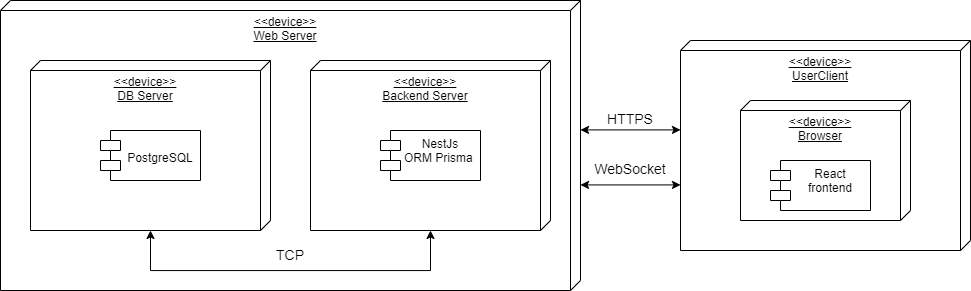 <<device>>
Web Server
<<device>>
DB Server
PostgreSQL
<<device>>
Backend Server
NestJs
ORM Prisma
TCP
HTTPS
WebSocket
<<device>>
UserClient
<<device>>
Browser
React
frontend